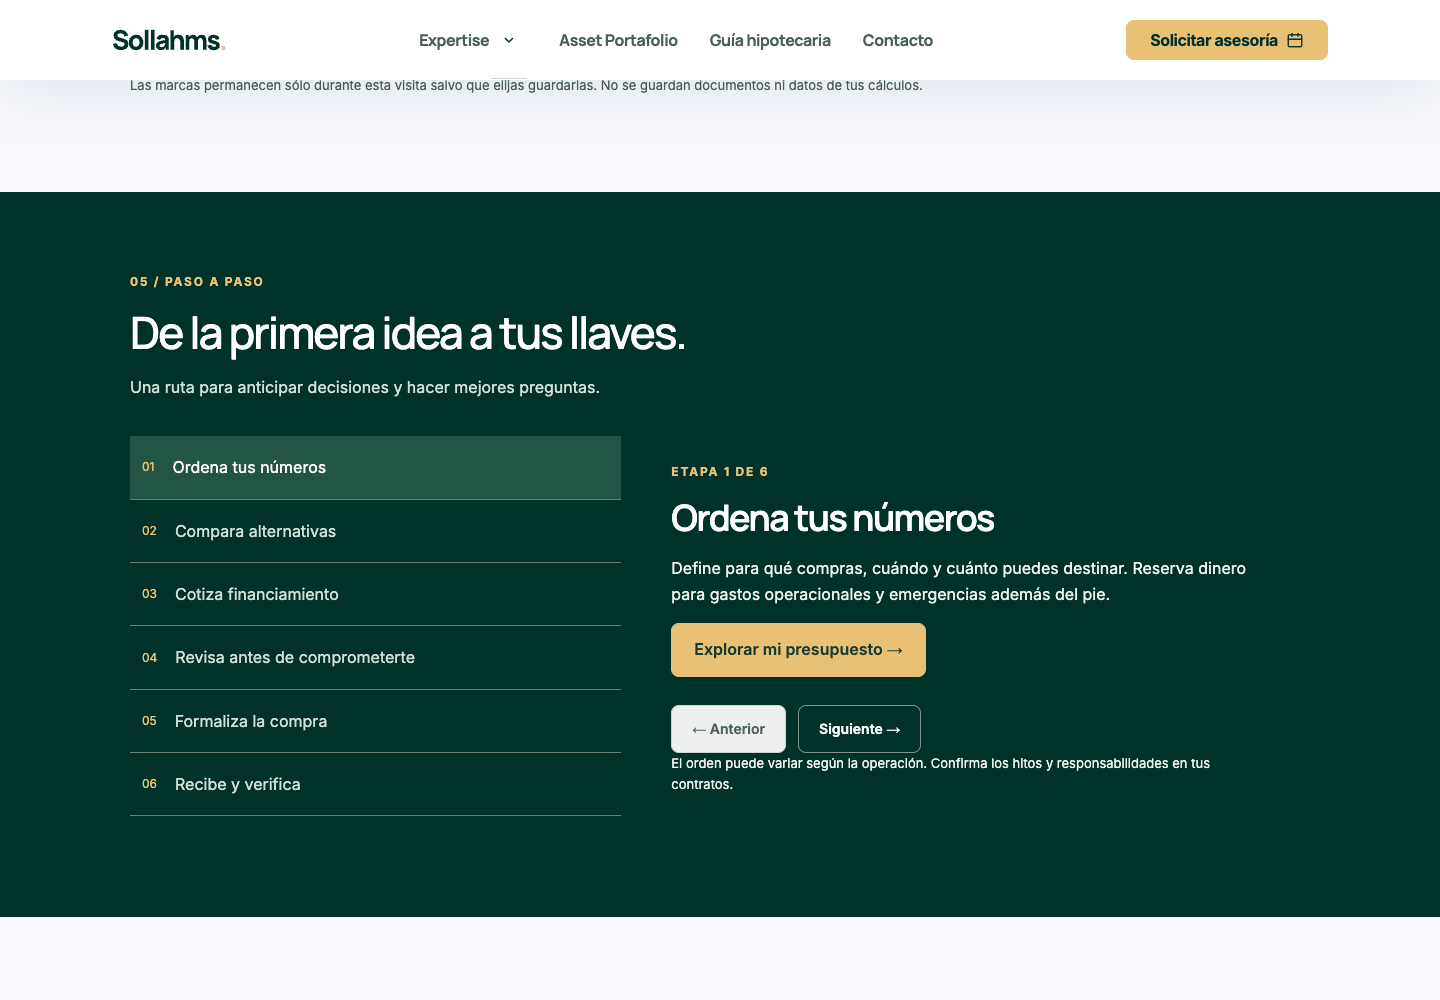 Sollahms.
Expertise
Asset Portafolio
Guía hipotecaria
Contacto
Solicitar asesoría
Las marcas permanecen sólo durante esta visita salvo que elijas guardarlas. No se guardan documentos ni datos de tus cálculos.
05 / PASO A PASO
De la primera idea a tus llaves.
Una ruta para anticipar decisiones y hacer mejores preguntas.
01 Ordena tus números
02 Compara alternativas
03 Cotiza financiamiento
04 Revisa antes de comprometerte
05 Formaliza la compra
06 Recibe y verifica
ETAPA 1 DE 6
Ordena tus números
Define para qué compras, cuándo y cuánto puedes destinar. Reserva dinero
para gastos operacionales y emergencias además del pie.
Explorar mi presupuesto →
← Anterior
Siguiente →
El orden puede variar según la operación. Confirma los hitos y responsabilidades en tus
contratos.